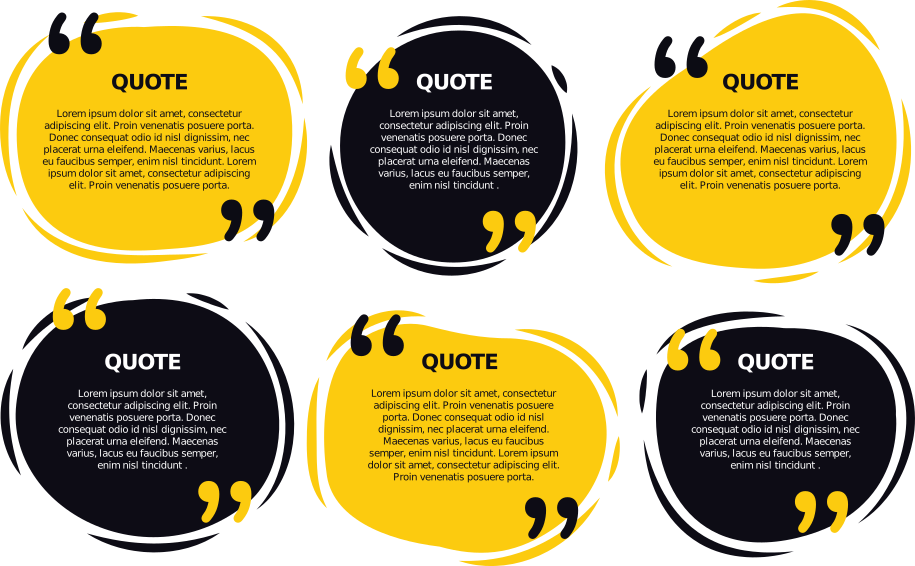 QUOTE
Lorem ipsum dolor sit amet, consectetur
adipiscing elit. Proin venenatis posuere porta.
Donec consequat odio id nisl dignissim, nec
placerat urna eleifend. Maecenas varius, lacus
eu faucibus semper, enim nisl tincidunt. Lorem
ipsum dolor sit amet, consectetur adipiscing
elit. Proin venenatis posuere porta.
QUOTE
Lorem ipsum dolor sit amet,
consectetur adipiscing elit. Proin
venenatis posuere porta. Donec
consequat odio id nisl dignissim, nec
placerat urna eleifend. Maecenas
varius, lacus eu faucibus semper,
enim nisl tincidunt .
QUOTE
Lorem ipsum dolor sit amet, consectetur
adipiscing elit. Proin venenatis posuere porta.
Donec consequat odio id nisl dignissim, nec
placerat urna eleifend. Maecenas varius, lacus
eu faucibus semper, enim nisl tincidunt. Lorem
ipsum dolor sit amet, consectetur adipiscing
elit. Proin venenatis posuere porta.
QUOTE
Lorem ipsum dolor sit amet,
consectetur adipiscing elit. Proin
venenatis posuere porta. Donec
consequat odio id nisl dignissim, nec
placerat urna eleifend. Maecenas
varius, lacus eu faucibus semper,
enim nisl tincidunt .
QUOTE
Lorem ipsum dolor sit amet, consectetur
adipiscing elit. Proin venenatis posuere
porta. Donec consequat odio id nisl
dignissim, nec placerat urna eleifend.
Maecenas varius, lacus eu faucibus
semper, enim nisl tincidunt. Lorem ipsum
dolor sit amet, consectetur adipiscing elit.
Proin venenatis posuere porta.
QUOTE
Lorem ipsum dolor sit amet,
consectetur adipiscing elit. Proin
venenatis posuere porta. Donec
consequat odio id nisl dignissim, nec
placerat urna eleifend. Maecenas
varius, lacus eu faucibus semper,
enim nisl tincidunt .